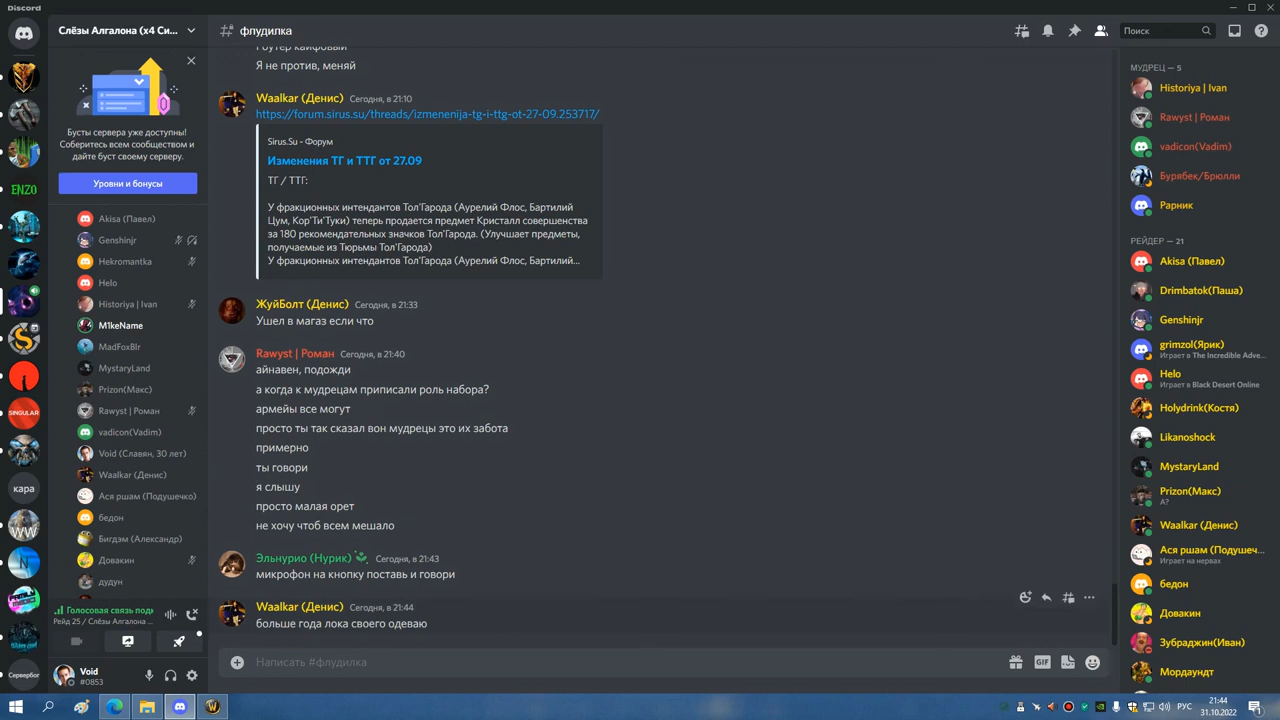 Discord
Слёзы Алгалона (x4 Си...
флудилка
Поиск
Бусты сервера уже доступны!
Соберитесь всем сообществом и
дайте буст своему серверу.
Уровни и бонусы
ENZO
SINGULAR
кара
WW
Сервербог
Akisa (Павел)
Genshinjr
Hekromantka
Helo
Historiya | Ivan
M1keName
MadFoxBlr
MystaryLand
Prizon(Макс)
Rawyst | Роман
vadicon(Vadim)
Void (Славян, 30 лет)
Waalkar (Денис)
Ася ршам (Подушечко)
бедон
Бигдэм (Александр)
Довакин
дудун
Голосовая связь подк
Рейд 25 / Слёзы Алгалона ...
Void
#0853
Роутер кайфовый
Я не против, меняй
Waalkar (Денис) Сегодня, в 21:10
https://forum.sirus.su/threads/izmenenija-tg-i-ttg-ot-27-09.253717/
Sirus.Su - Форум
Изменения ТГ и ТТГ от 27.09
ТГ / ТТГ:
У фракционных интендантов Тол'Гарода (Аурелий Флос, Бартилий
Цум, Кор'Ти'Туки) теперь продается предмет Кристалл совершенства
за 180 рекомендательных значков Тол'Гарода. (Улучшает предметы,
получаемые из Тюрьмы Тол'Гарода)
У фракционных интендантов Тол'Гарода (Аурелий Флос, Бартилий...
ЖуйБолт (Денис) Сегодня, в 21:33
Ушел в магаз если что
Rawyst | Роман Сегодня, в 21:40
айнавен, подожди
а когда к мудрецам приписали роль набора?
армейы все могут
просто ты так сказал вон мудрецы это их забота
примерно
ты говори
я слышу
просто малая орет
не хочу чтоб всем мешало
Эльнурио (Нурик) Сегодня, в 21:43
микрофон на кнопку поставь и говори
Waalkar (Денис) Сегодня, в 21:44
больше года лока своего одеваю
Написать #флудилка
GIF
МУДРЕЦ — 5
Historiya | Ivan
Rawyst | Роман
vadicon(Vadim)
Бурябек/Брюлли
Рарник
РЕЙДЕР — 21
Akisa (Павел)
Drimbatok(Паша)
Genshinjr
grimzol(Ярик)
Играет в The Incredible Adve...
Helo
Играет в Black Desert Online
Holydrink(Костя)
Likanoshock
MystaryLand
Prizon(Макс)
A?
Waalkar (Денис)
Ася ршам (Подушеч...
Играет на нервах
бедон
Довакин
Зубраджин(Иван)
Мордаундт
РУС
21:44
31.10.2022
1